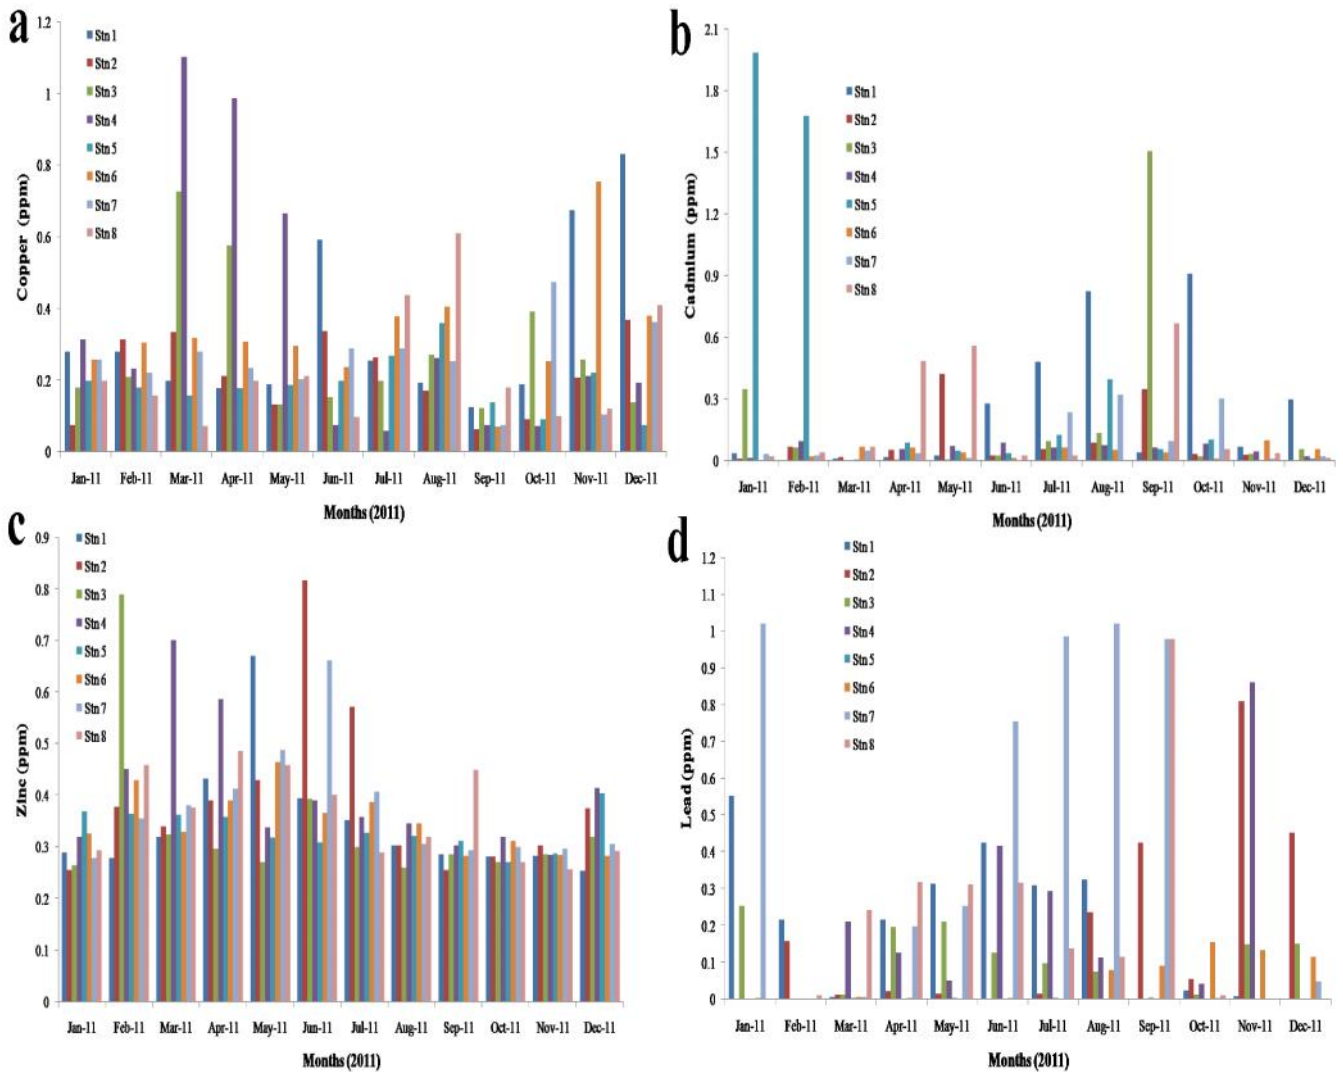 a
1.2
1
0.8
0.6
0.4
0.2
0
Copper (ppm)
Stn 1
Stn 2
Stn 3
Stn 4
Stn 5
Stn 6
Stn 7
Stn 8
Jan-11 Feb-11 Mar-11 Apr-11 May-11 Jun-11 Jul-11 Aug-11 Sep-11 Oct-11 Nov-11 Dec-11
Months (2011)
b
2.1
1.8
1.5
1.2
0.9
0.6
0.3
0
Cadmium (ppm)
Stn 1
Stn 2
Stn 3
Stn 4
Stn 5
Stn 6
Stn 7
Stn 8
Jan-11 Feb-11 Mar-11 Apr-11 May-11 Jun-11 Jul-11 Aug-11 Sep-11 Oct-11 Nov-11 Dec-11
Months (2011)
c
0.9
0.8
0.7
0.6
0.5
0.4
0.3
0.2
0.1
0
Zinc (ppm)
Stn 1
Stn 2
Stn 3
Stn 4
Stn 5
Stn 6
Stn 7
Stn 8
Jan-11 Feb-11 Mar-11 Apr-11 May-11 Jun-11 Jul-11 Aug-11 Sep-11 Oct-11 Nov-11 Dec-11
Months (2011)
d
1.2
1.1
1
0.9
0.8
0.7
0.6
0.5
0.4
0.3
0.2
0.1
0
Lead (ppm)
Stn 1
Stn 2
Stn 3
Stn 4
Stn 5
Stn 6
Stn 7
Stn 8
Jan-11 Feb-11 Mar-11 Apr-11 May-11 Jun-11 Jul-11 Aug-11 Sep-11 Oct-11 Nov-11 Dec-11
Months (2011)